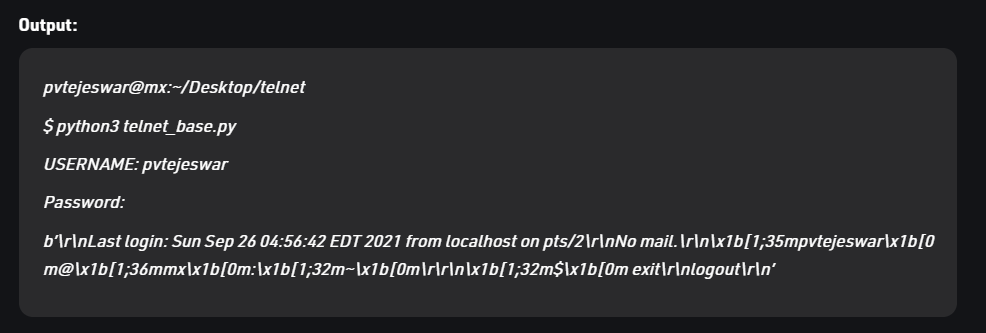 Output:
pvtejeswar@mx:~/Desktop/telnet
$ python3 telnet_base.py
USERNAME: pvtejeswar
Password:
b’\r\nLast login: Sun Sep 26 04:56:42 EDT 2021 from localhost on pts/2\r\nNo mail.\r\n\x1b[1;35mpvtejeswar\x1b[0
m@\x1b[1;36mmx\x1b[0m:\x1b[1;32m~\x1b[0m\r\r\n\x1b[1;32m$\x1b[0m exit\r\nlogout\r\n’